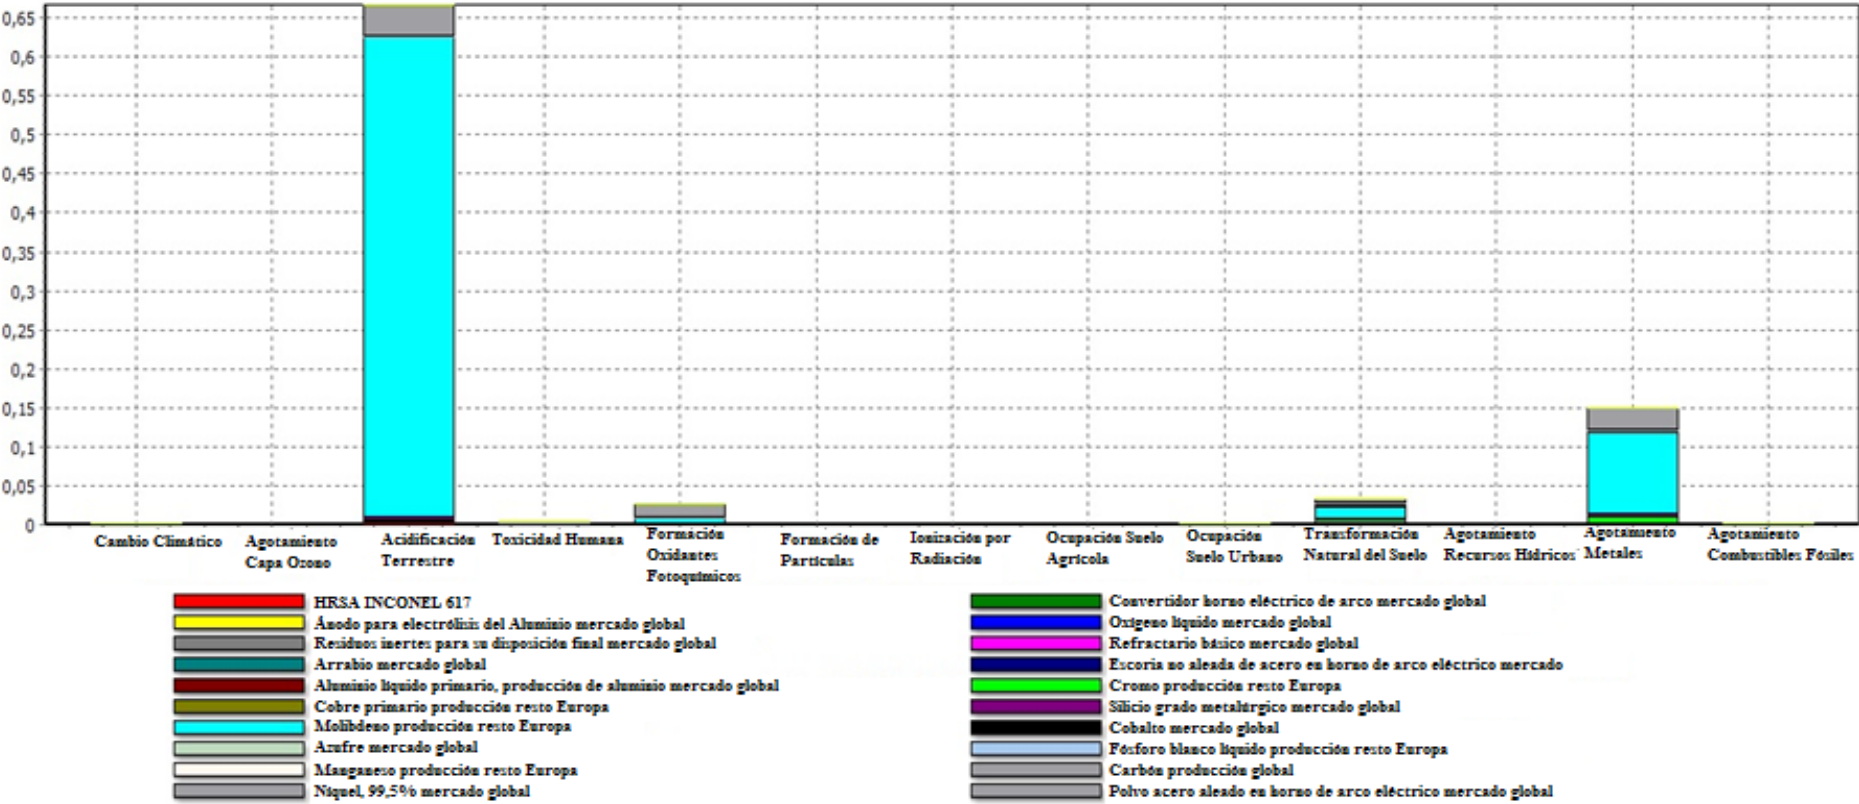 0,65
0,6
0,55
0,5
0,45
0,4
0,35
0,3
0,25
0,2
0,15
0,1
0,05
0
Cambio Climático
Agotamiento
Capa Ozono
Acidificación
Terrestre
Toxicidad Humana
Formación
Oxidantes
Fotoquímicos
Formación de
Partículas
Ionización por
Radiación
Ocupación Suelo
Agrícola
Ocupación
Suelo Urbano
Transformación
Natural del Suelo
Agotamiento
Recursos Hídricos
Agotamiento
Metales
Agotamiento
Combustibles Fósiles
HRSA INCONEL 617
Ánodo para electrólisis del Aluminio mercado global
Residuos inertes para su disposición final mercado global
Arrabio mercado global
Aluminio líquido primario, producción de aluminio mercado global
Cobre primario producción resto Europa
Molibdeno producción resto Europa
Azufre mercado global
Manganeso producción resto Europa
Níquel, 99,5% mercado global
Convertidor horno eléctrico de arco mercado global
Oxígeno líquido mercado global
Refractario básico mercado global
Escoria no aleada de acero en horno de arco eléctrico mercado
Cromo producción resto Europa
Silicio grado metalúrgico mercado global
Cobalto mercado global
Fósforo blanco líquido producción resto Europa
Carbón producción global
Polvo acero aleado en horno de arco eléctrico mercado global